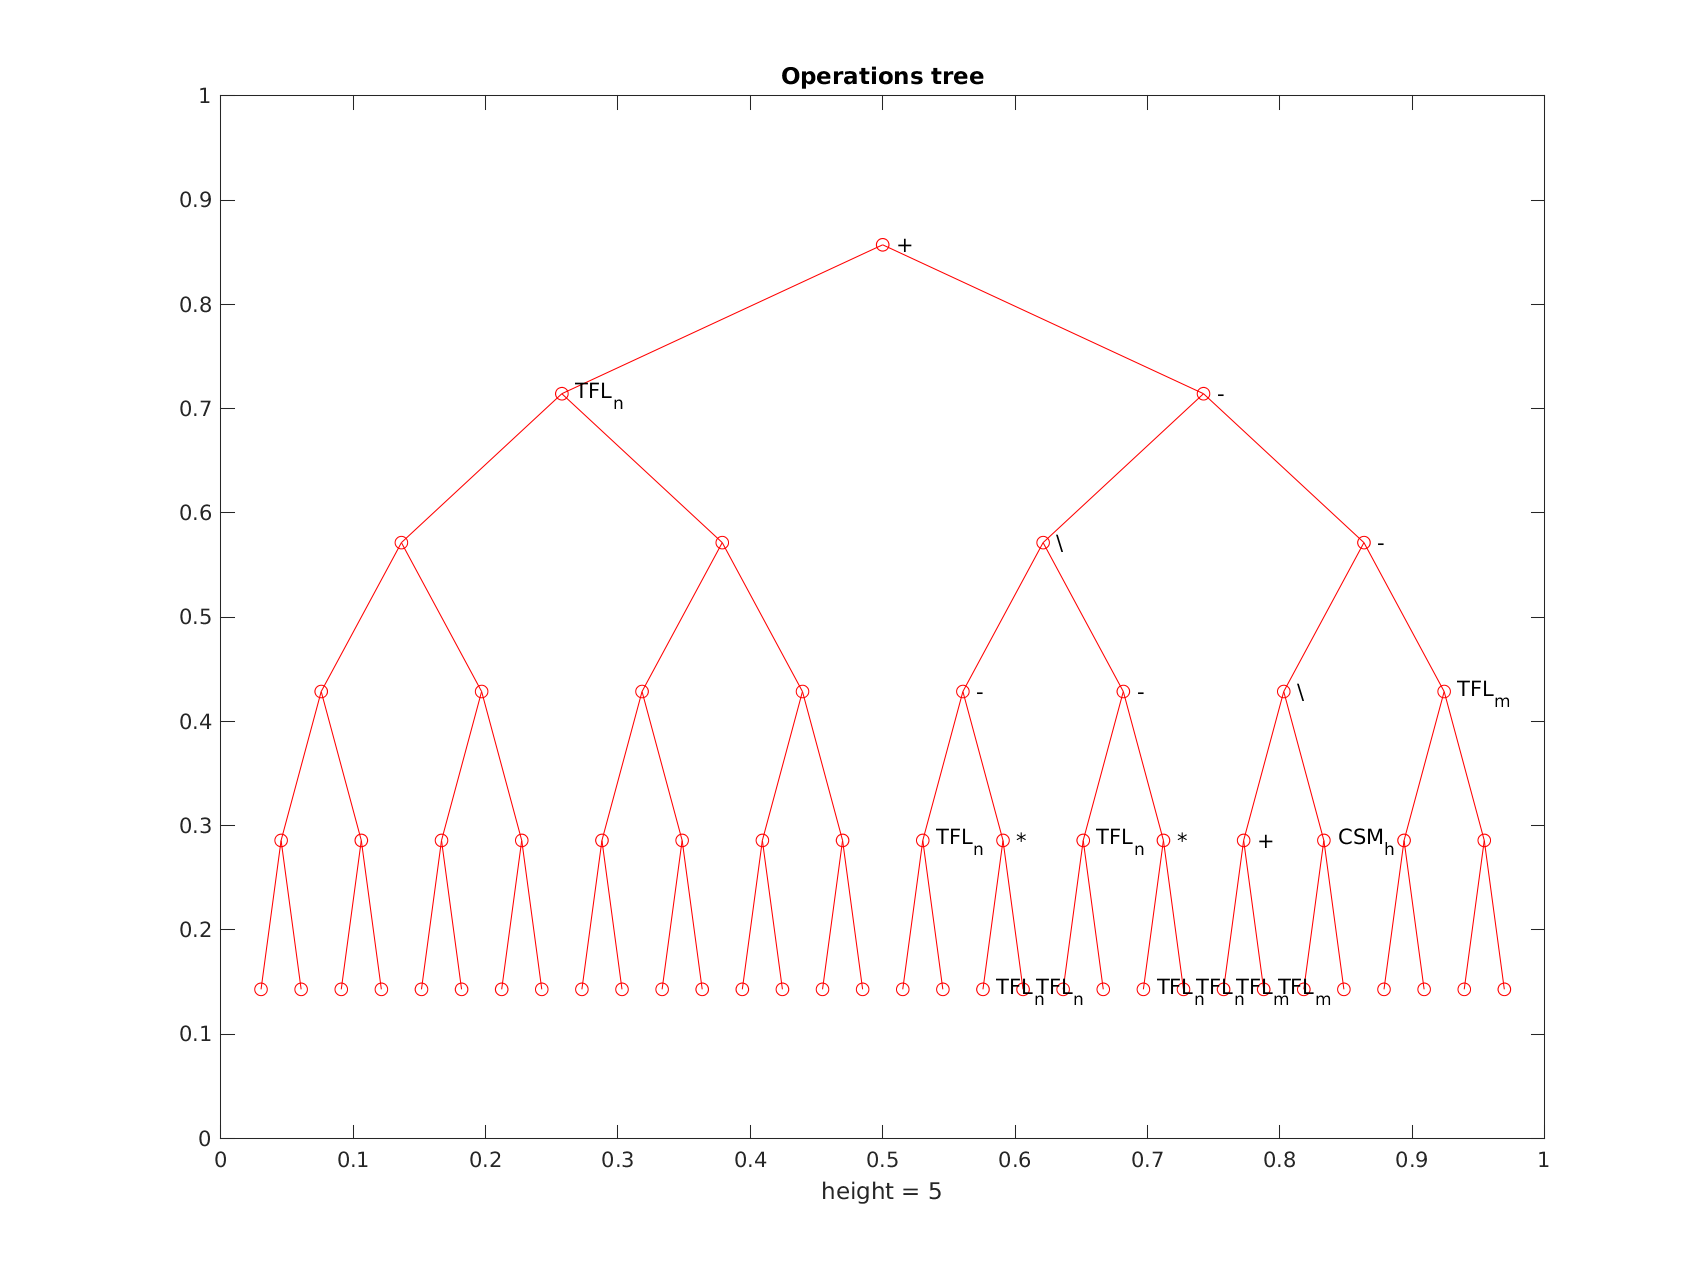 Operations tree
1
0.9
+
0.8
TFLn -
0.7
0.6
\ -
0.5
- - \ TFLm
0.4
0.3
TFLn * TFLn * + CSMh
0.2
TFLn TFLn TFLn TFLn TFLm TFLm
0.1
0
0 0.1 0.2 0.3 0.4 0.5 0.6 0.7 0.8 0.9 1
height = 5